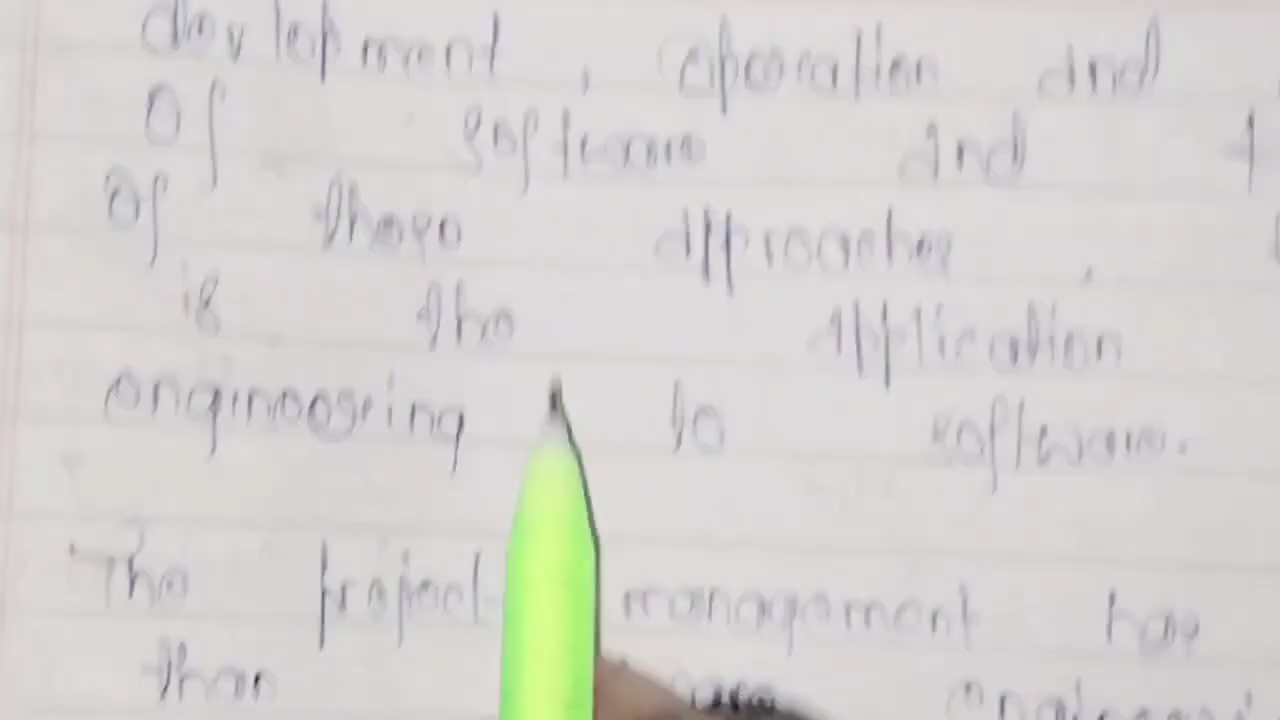 development, operation and
of software and
of these approaches,
is the application
engineering to software.
The project management has
than